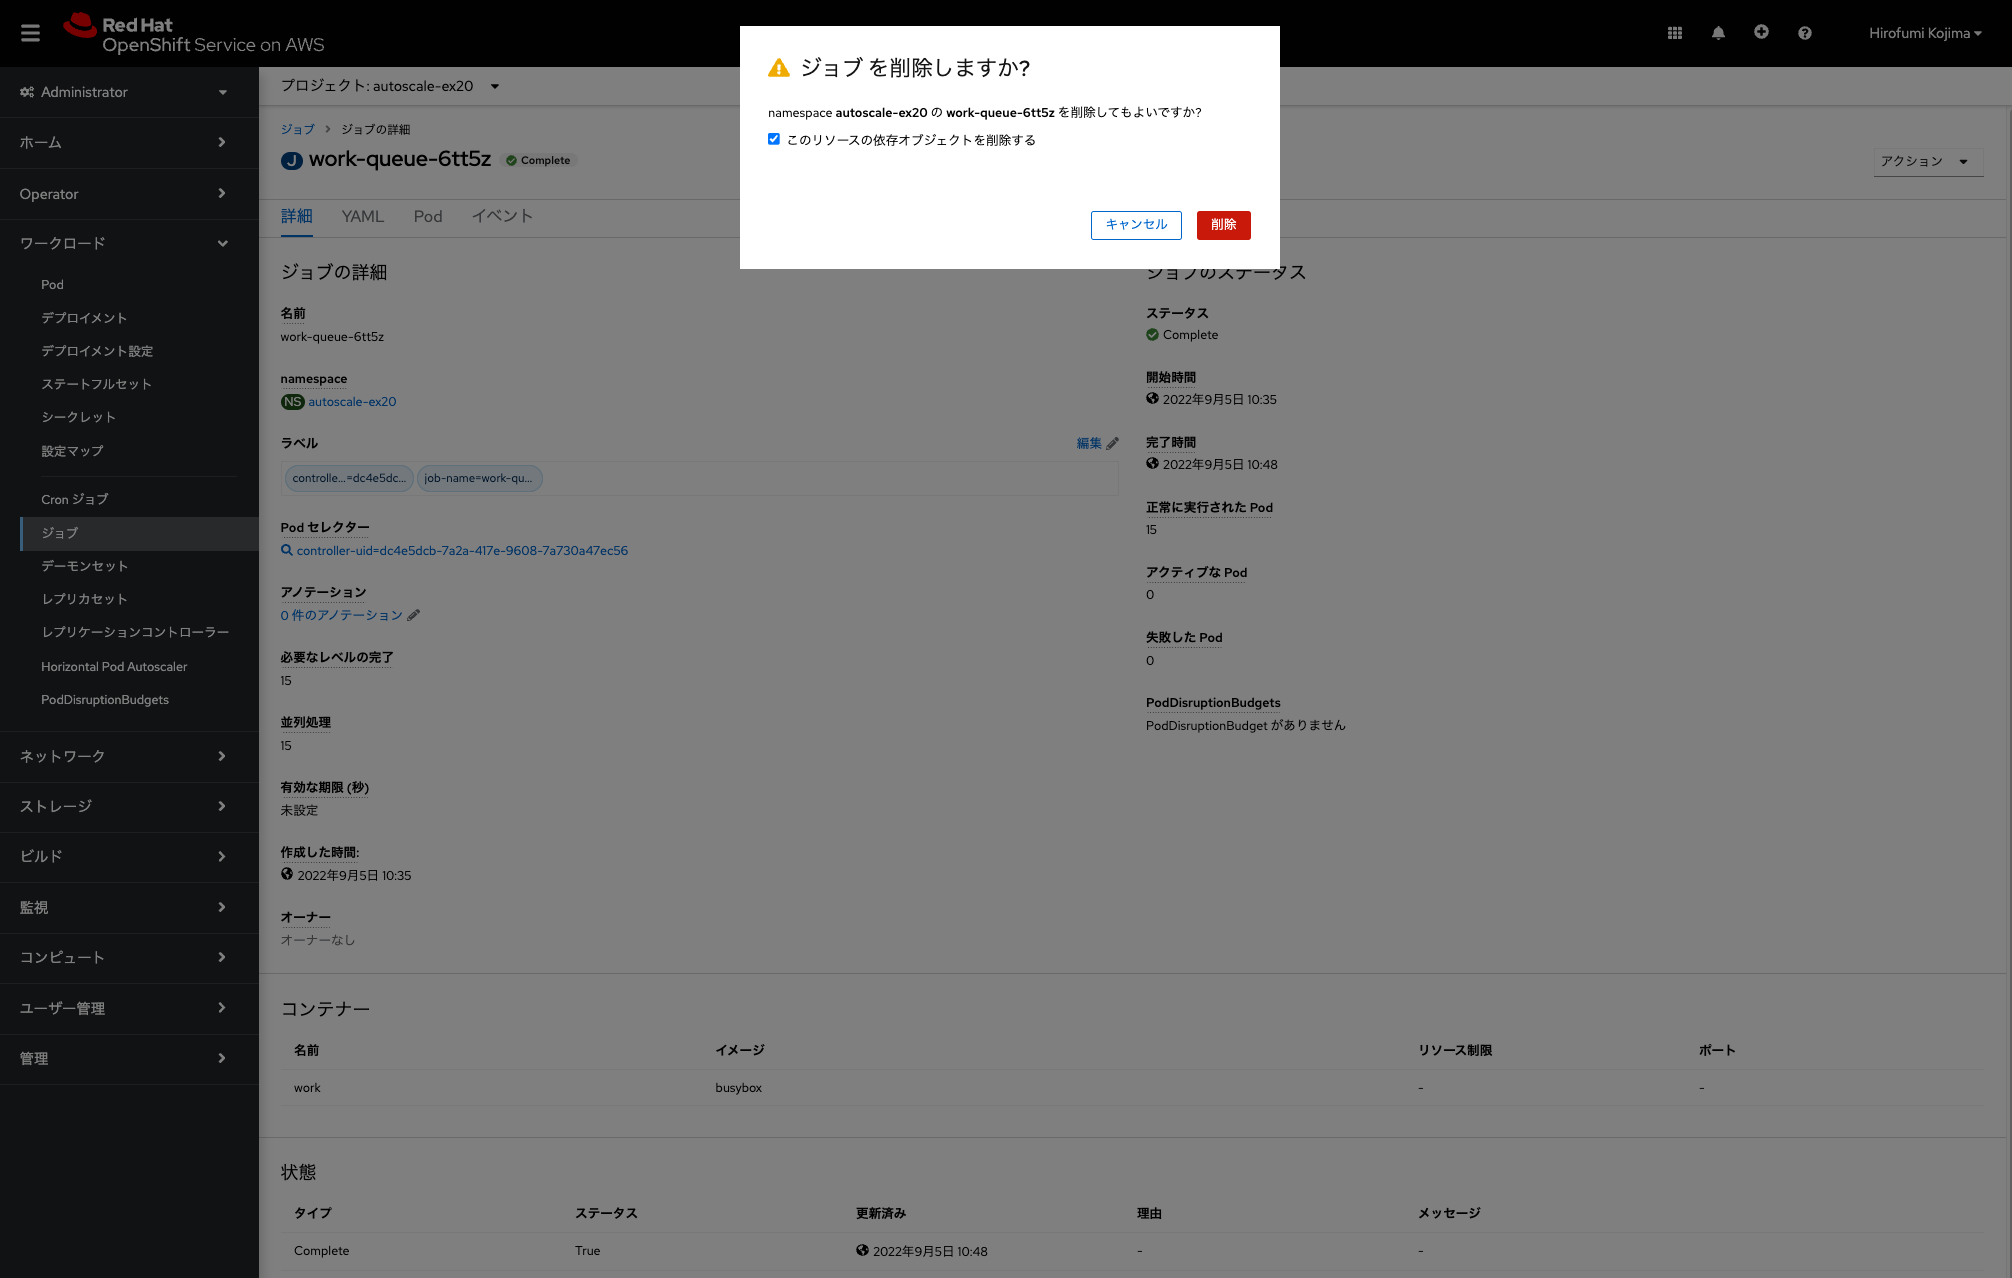 Red Hat
OpenShift Service on AWS
Hirofumi Kojima
ジョブ を削除しますか?
namespace autoscale-ex20 の work-queue-6tt5z を削除してもよいですか?
このリソースの依存オブジェクトを削除する
キャンセル
削除
Administrator
ホーム
Operator
ワークロード
Pod
デプロイメント
デプロイメント設定
ステートフルセット
シークレット
設定マップ
Cron ジョブ
ジョブ
デーモンセット
レプリカセット
レプリケーションコントローラー
Horizontal Pod Autoscaler
PodDisruptionBudgets
ネットワーク
ストレージ
ビルド
監視
コンピュート
ユーザー管理
管理
プロジェクト: autoscale-ex20
ジョブ > ジョブの詳細
J work-queue-6tt5z Complete
アクション
詳細 YAML Pod イベント
ジョブの詳細
名前
work-queue-6tt5z
namespace
NS autoscale-ex20
ラベル 編集
controlle...=dc4e5dc... job-name=work-qu...
Pod セレクター
controller-uid=dc4e5dcb-7a2a-417e-9608-7a730a47ec56
アノテーション
0 件のアノテーション
必要なレベルの完了
15
並列処理
15
有効な期限 (秒)
未設定
作成した時間:
2022年9月5日 10:35
オーナー
オーナーなし
ジョブのステータス
ステータス
Complete
開始時間
2022年9月5日 10:35
完了時間
2022年9月5日 10:48
正常に実行された Pod
15
アクティブな Pod
0
失敗した Pod
0
PodDisruptionBudgets
PodDisruptionBudget がありません
コンテナー
名前 イメージ リソース制限 ポート
work busybox - -
状態
タイプ ステータス 更新済み 理由 メッセージ
Complete True 2022年9月5日 10:48 - -